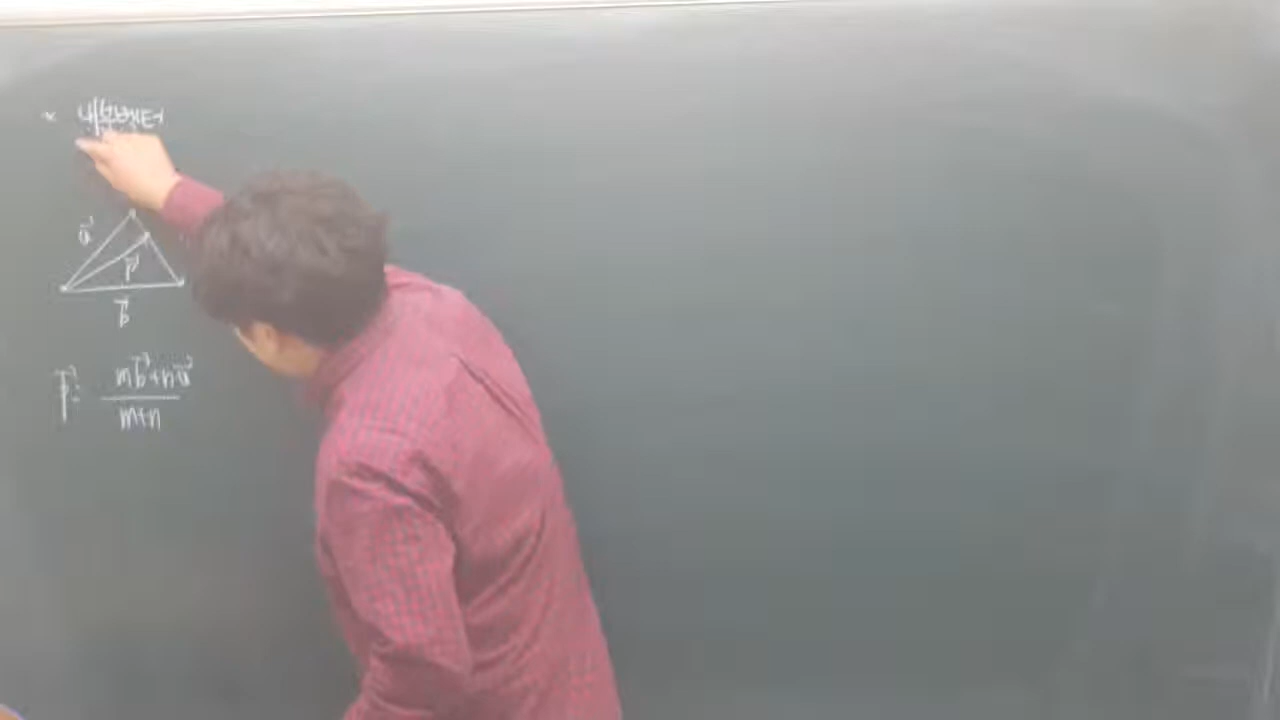 a⃗
p⃗
b⃗
p⃗ = (mb⃗+na⃗)/(m+n)